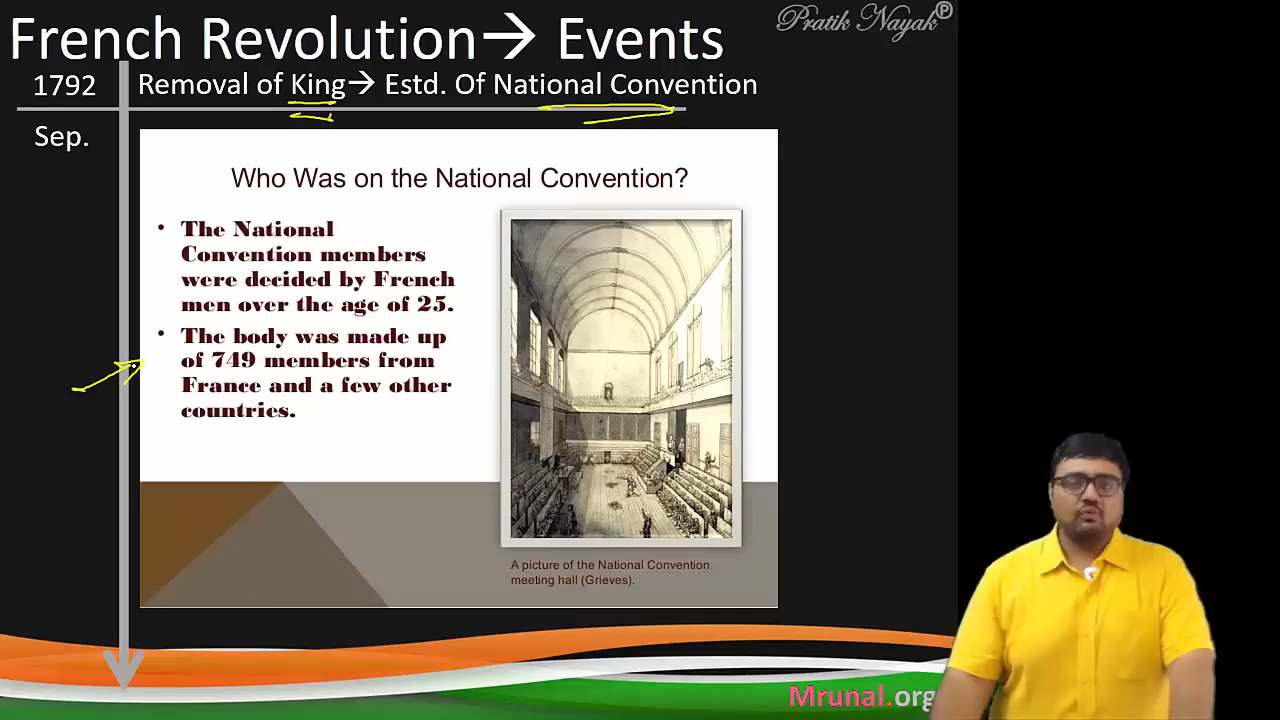 Pratik Nayak Ⓟ
French Revolution→ Events
1792
Removal of King→ Estd. Of National Convention
Sep.
Who Was on the National Convention?
• The National
Convention members
were decided by French
men over the age of 25.
• The body was made up
of 749 members from
France and a few other
countries.
A picture of the National Convention
meeting hall (Grieves).
Mrunal.org